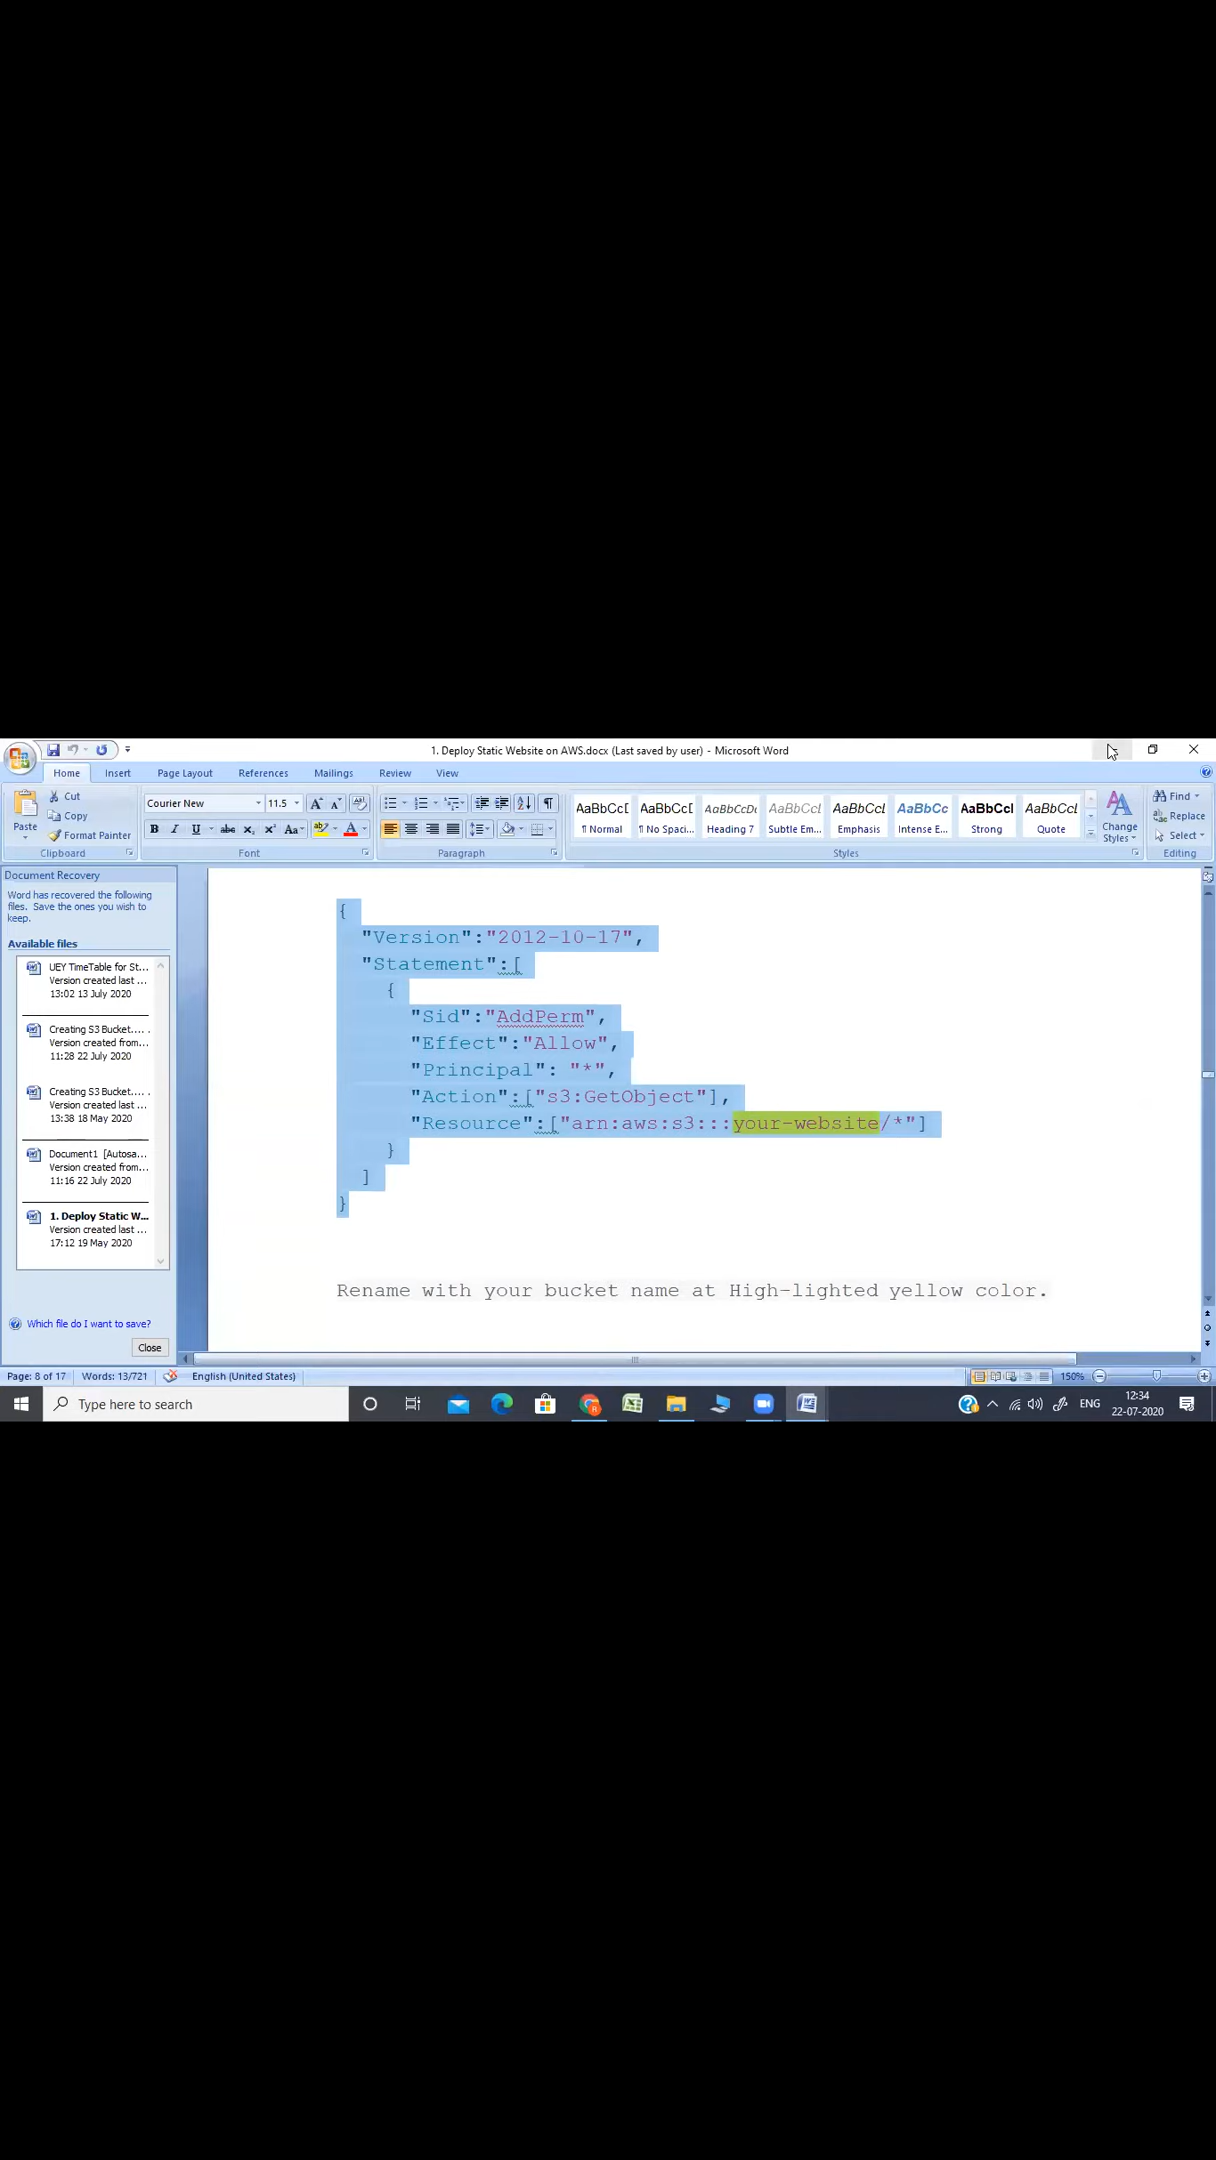 1. Deploy Static Website on AWS.docx (Last saved by user) - Microsoft Word
Home Insert Page Layout References Mailings Review View
Paste
Cut
Copy
Format Painter
Clipboard
Courier New 11.5
Font
Paragraph
AaBbCcD AaBbCcD AaBbCcDc AaBbCcD AaBbCcL AaBbCc AaBbCcl AaBbCcL
¶ Normal ¶ No Spaci... Heading 7 Subtle Em... Emphasis Intense E... Strong Quote
Styles
Change Styles
Find
Replace
Select
Editing
Document Recovery
Word has recovered the following
files. Save the ones you wish to
keep.
Available files
UEY TimeTable for St...
Version created last ...
13:02 13 July 2020
Creating S3 Bucket....
Version created from...
11:28 22 July 2020
Creating S3 Bucket....
Version created from...
13:38 18 May 2020
Document1 [Autosa...
Version created from...
11:16 22 July 2020
1. Deploy Static W...
Version created last ...
17:12 19 May 2020
Which file do I want to save?
Close
{
"Version":"2012-10-17",
"Statement":[
{
"Sid":"AddPerm",
"Effect":"Allow",
"Principal": "*",
"Action":["s3:GetObject"],
"Resource":["arn:aws:s3:::your-website/*"]
}
]
}
Rename with your bucket name at High-lighted yellow color.
Page: 8 of 17 Words: 13/721 English (United States) 150%
Type here to search
ENG
12:34
22-07-2020